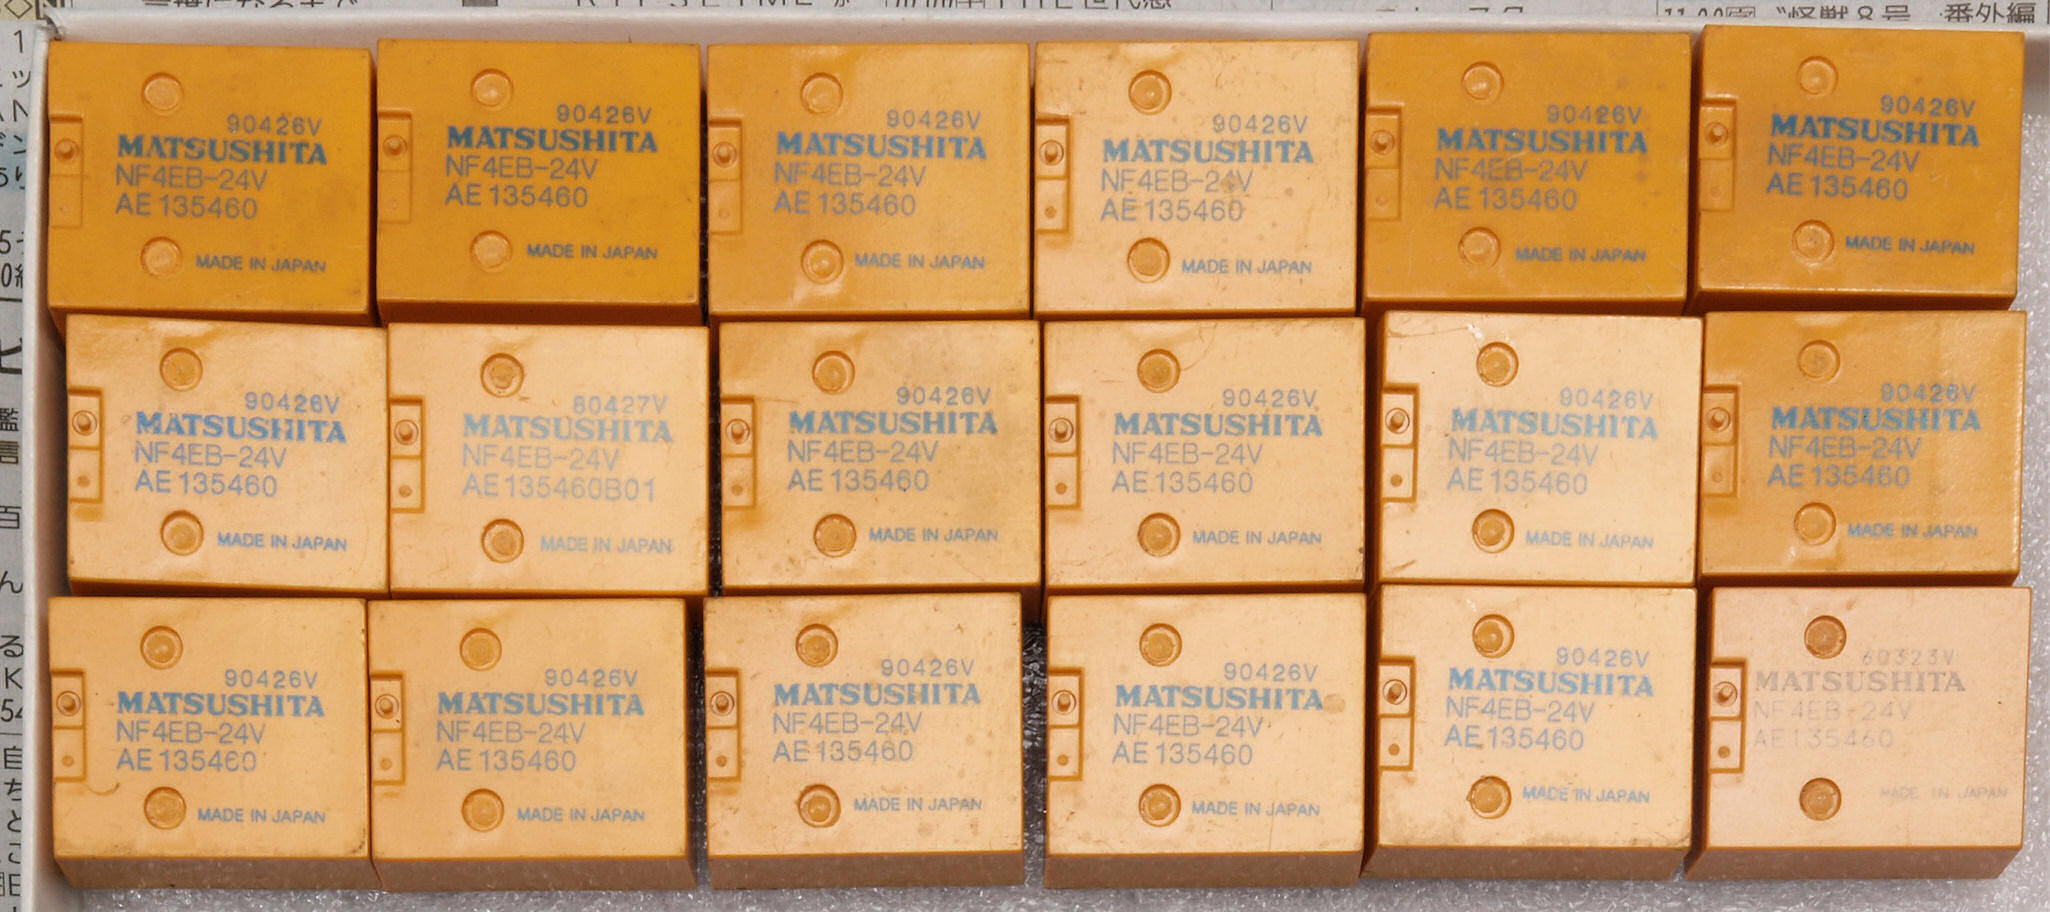 90426V
MATSUSHITA
NF4EB-24V
AE 135460
MADE IN JAPAN
90426V
MATSUSHITA
NF4EB-24V
AE 135460
MADE IN JAPAN
90426V
MATSUSHITA
NF4EB-24V
AE 135460
MADE IN JAPAN
90426V
MATSUSHITA
NF4EB-24V
AE 135460
MADE IN JAPAN
90426V
MATSUSHITA
NF4EB-24V
AE 135460
MADE IN JAPAN
90426V
MATSUSHITA
NF4EB-24V
AE 135460
MADE IN JAPAN
90426V
MATSUSHITA
NF4EB-24V
AE 135460
MADE IN JAPAN
80427V
MATSUSHITA
NF4EB-24V
AE 135460B01
MADE IN JAPAN
90426V
MATSUSHITA
NF4EB-24V
AE 135460
MADE IN JAPAN
90426V
MATSUSHITA
NF4EB-24V
AE 135460
MADE IN JAPAN
90426V
MATSUSHITA
NF4EB-24V
AE 135460
MADE IN JAPAN
90426V
MATSUSHITA
NF4EB-24V
AE 135460
MADE IN JAPAN
90426V
MATSUSHITA
NF4EB-24V
AE 135460
MADE IN JAPAN
90426V
MATSUSHITA
NF4EB-24V
AE 135460
MADE IN JAPAN
90426V
MATSUSHITA
NF4EB-24V
AE 135460
MADE IN JAPAN
90426V
MATSUSHITA
NF4EB-24V
AE 135460
MADE IN JAPAN
90426V
MATSUSHITA
NF4EB-24V
AE 135460
MADE IN JAPAN
60323V
MATSUSHITA
NF4EB-24V
AE135460
MADE IN JAPAN